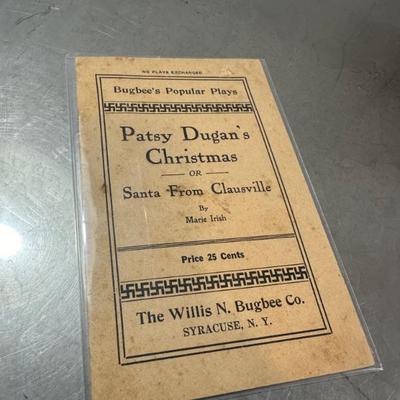 NO PLAYS EXCHANGED
Bugbee's Popular Plays
Patsy Dugan's
Christmas
OR
Santa From Clausville
By
Marie Irish
Price 25 Cents
The Willis N. Bugbee Co.
SYRACUSE, N. Y.